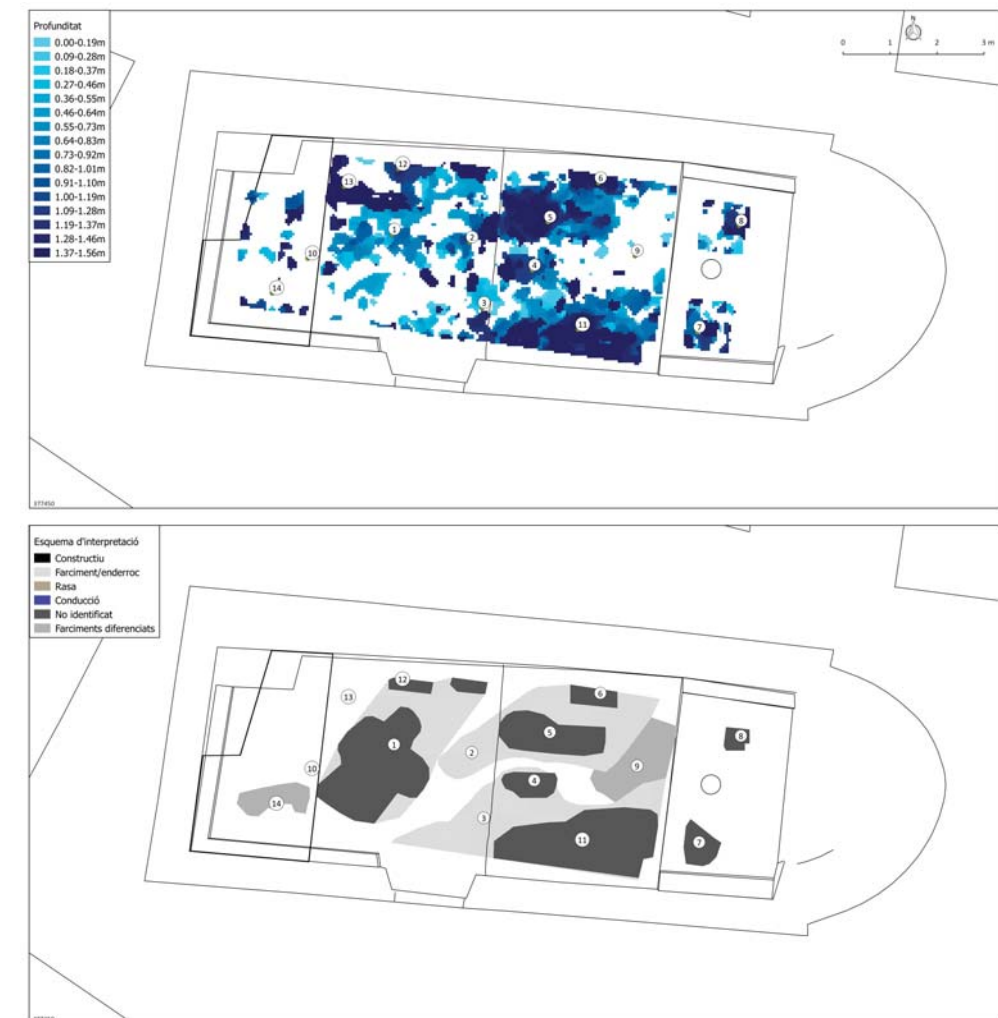 Profunditat
0.00-0.19m
0.09-0.28m
0.18-0.37m
0.27-0.46m
0.36-0.55m
0.46-0.64m
0.55-0.73m
0.64-0.83m
0.73-0.92m
0.82-1.01m
0.91-1.10m
1.00-1.19m
1.09-1.28m
1.19-1.37m
1.28-1.46m
1.37-1.56m
N
0 1 2 3 m
12
6
13
5
8
1
2
9
10
4
14
3
11
7
377450
Esquema d'interpretació
Constructiu
Farciment/enderroc
Rasa
Conducció
No identificat
Farciments diferenciats
12
6
13
5
8
1
2
9
10
4
14
3
11
7